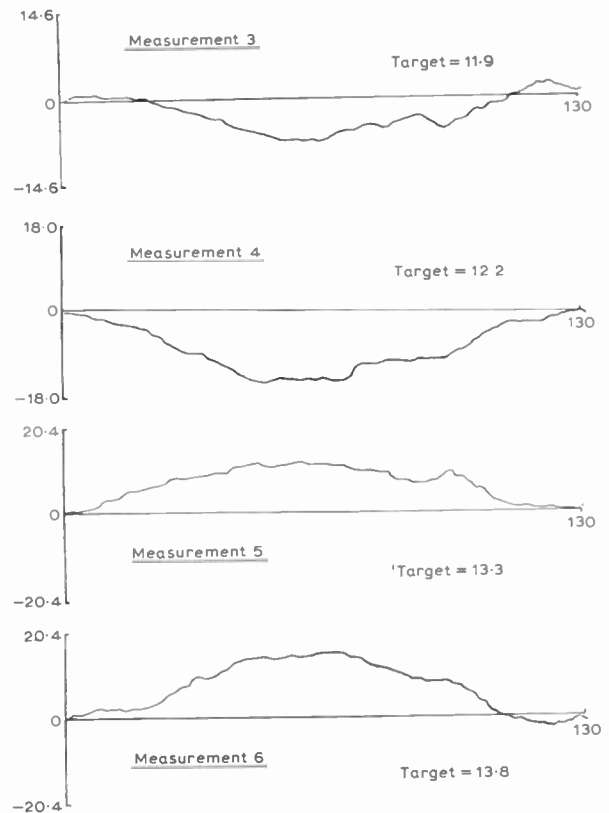 14·6
Measurement 3
Target = 11·9
0
130
-14·6
18·0
Measurement 4
Target = 12 2
0
130
-18·0
20·4
0
130
Measurement 5
'Target = 13·3
-20·4
20·4
0
130
Measurement 6
Target = 13·8
-20·4